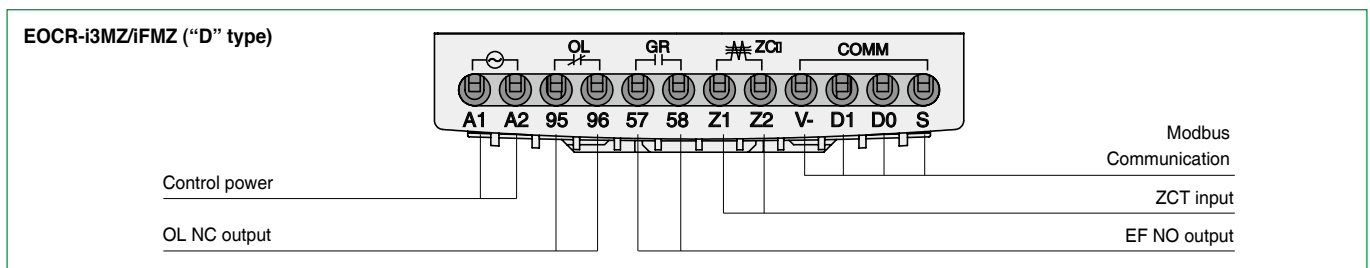 EOCR-i3MZ/iFMZ (“D” type)
OL GR ZC▯ COMM
A1 A2 95 96 57 58 Z1 Z2 V- D1 D0 S
Modbus
Communication
Control power
ZCT input
OL NC output
EF NO output